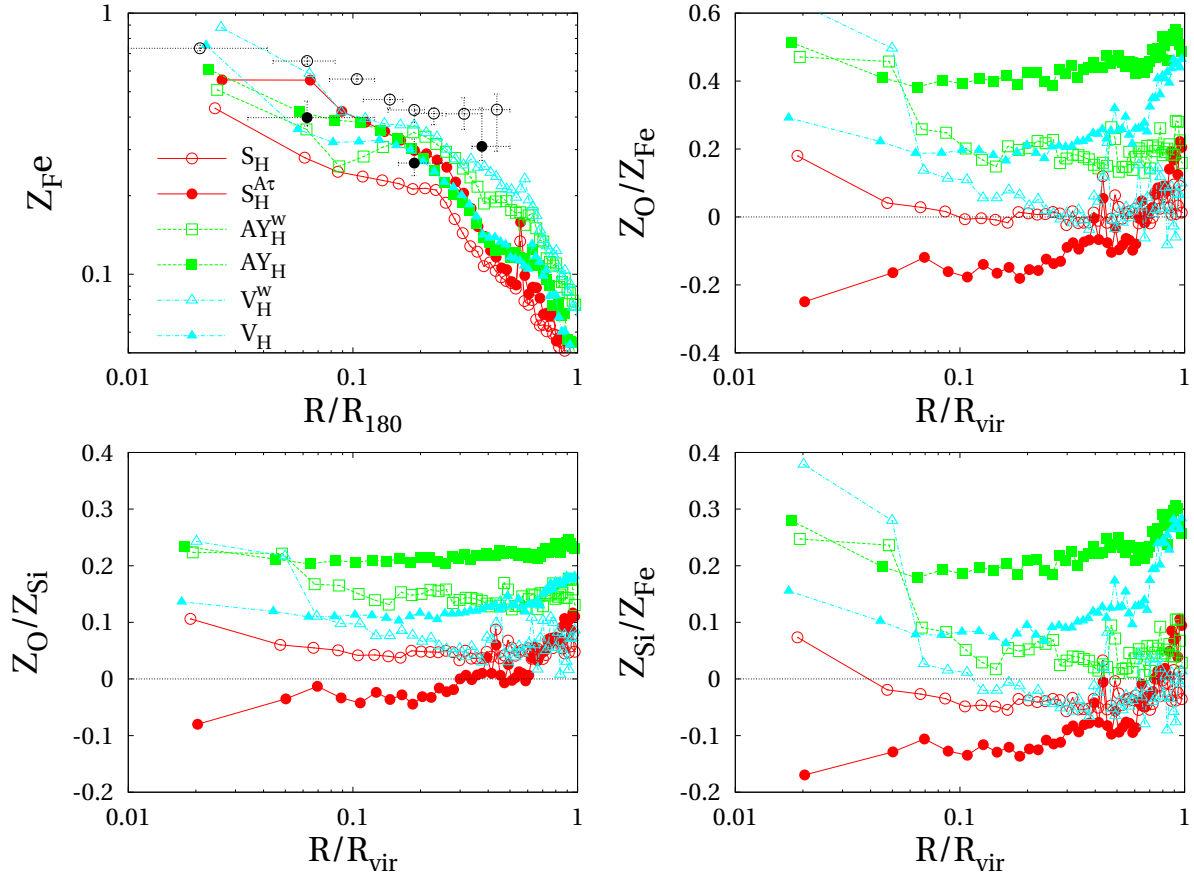 1
0.1
Z_Fe
S_H
S_H^{Aτ}
AY_H^w
AY_H
V_H^w
V_H
0.01 0.1 1
R/R_180
0.6
0.4
0.2
0
-0.2
-0.4
Z_O/Z_Fe
0.01 0.1 1
R/R_vir
0.4
0.3
0.2
0.1
0
-0.1
-0.2
Z_O/Z_Si
0.01 0.1 1
R/R_vir
0.4
0.3
0.2
0.1
0
-0.1
-0.2
Z_Si/Z_Fe
0.01 0.1 1
R/R_vir